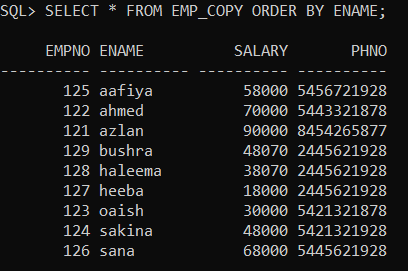 SQL> SELECT * FROM EMP_COPY ORDER BY ENAME;
EMPNO ENAME SALARY PHNO
---------- ---------- ---------- ----------
125 aafiya 58000 5456721928
122 ahmed 70000 5443321878
121 azlan 90000 8454265877
129 bushra 48070 2445621928
128 haleema 38070 2445621928
127 heeba 18000 2445621928
123 oaish 30000 5421321878
124 sakina 48000 5421321928
126 sana 68000 5445621928